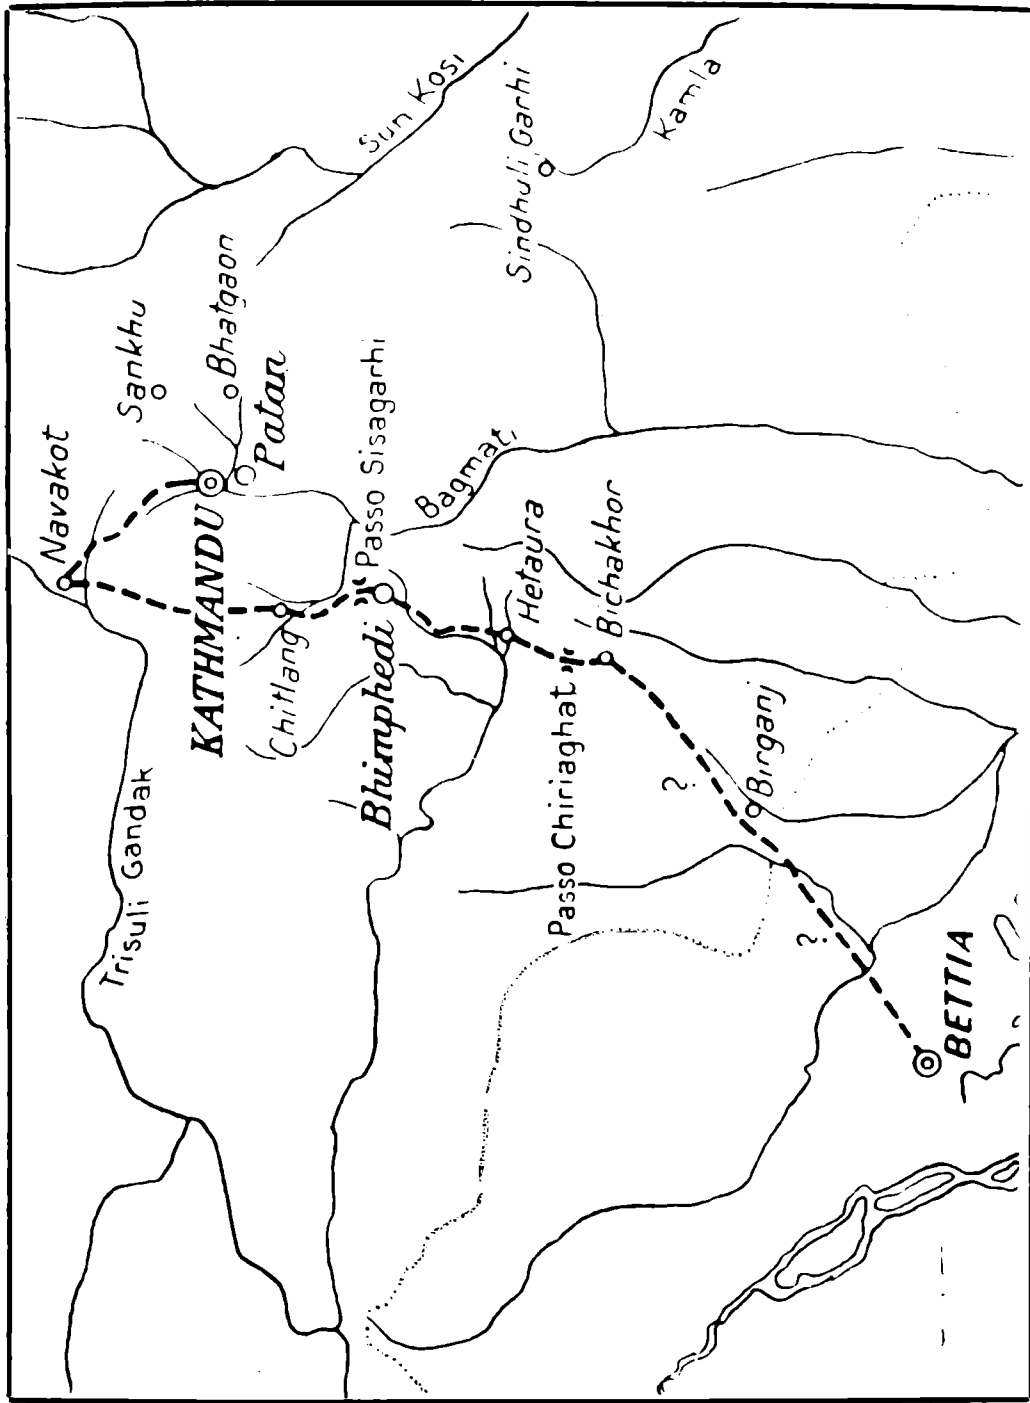 Navakot
Sankhu
Bhatgaon
Sun Kosi
KATHMANDU
Patan
Trisuli Gandak
Chitlang
Passo Sisagarhi
Bhimphedi
Bagmati
Sindhuli Garhi
Kamla
Hetaura
Passo Chiriaghat
Bichakhor
?
Birganj
?
BETTIA